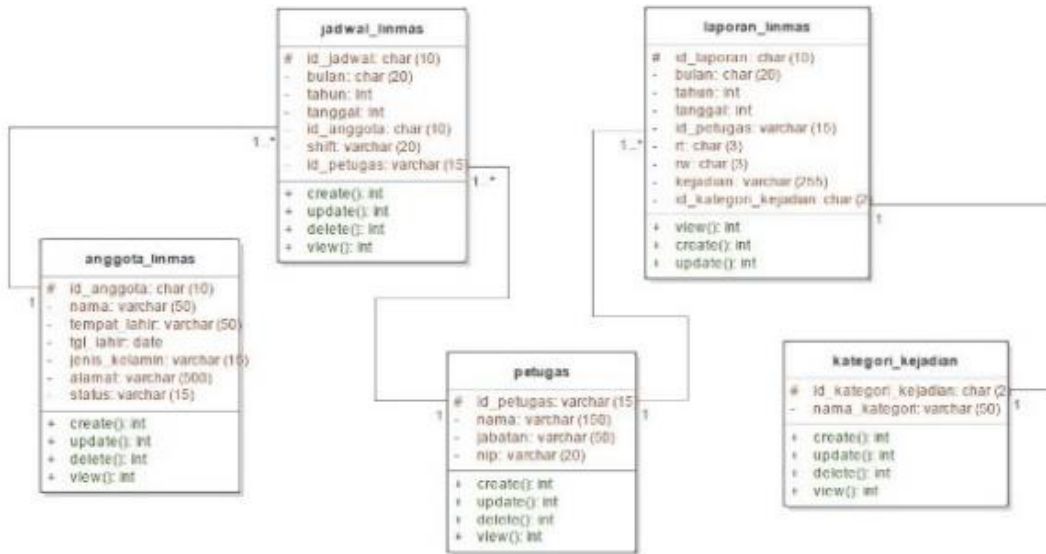 jadwal_linmas
# id_jadwal: char (10)
- bulan: char (20)
- tahun: int
- tanggal: int
- id_anggota: char (10)
- shift: varchar (20)
- id_petugas: varchar (15)
+ create(): int
+ update(): int
+ delete(): int
+ view(): int
1..*
1..*
laporan_linmas
# id_laporan: char (10)
- bulan: char (20)
- tahun: int
- tanggal: int
- id_petugas: varchar (15)
- rt: char (3)
- rw: char (3)
- kejadian: varchar (255)
- id_kategori_kejadian: char (2
+ view(): int
+ create(): int
+ update(): int
1..*
1
anggota_linmas
# id_anggota: char (10)
- nama: varchar (50)
- tempat_lahir: varchar (50)
- tgl_lahir: date
- jenis_kelamin: varchar (15)
- alamat: varchar (500)
- status: varchar (15)
+ create(): int
+ update(): int
+ delete(): int
+ view(): int
1
petugas
# id_petugas: varchar (15
- nama: varchar (150)
- jabatan: varchar (50)
- nip: varchar (20)
+ create(): int
+ update(): int
+ delete(): int
+ view(): int
1
1
kategori_kejadian
# id_kategori_kejadian: char (2
- nama_kategori: varchar (50)
+ create(): int
+ update(): int
+ delete(): int
+ view(): int
1